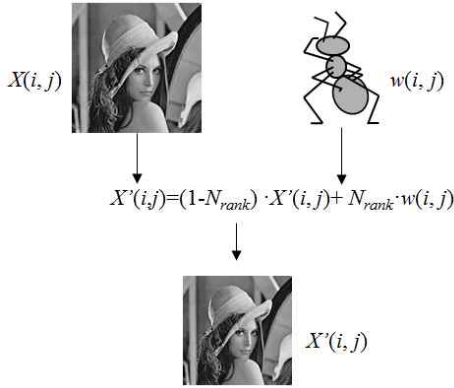 X(i, j)
w(i, j)
X’(i,j)=(1-N_rank) ·X’(i, j)+ N_rank·w(i, j)
X’(i, j)